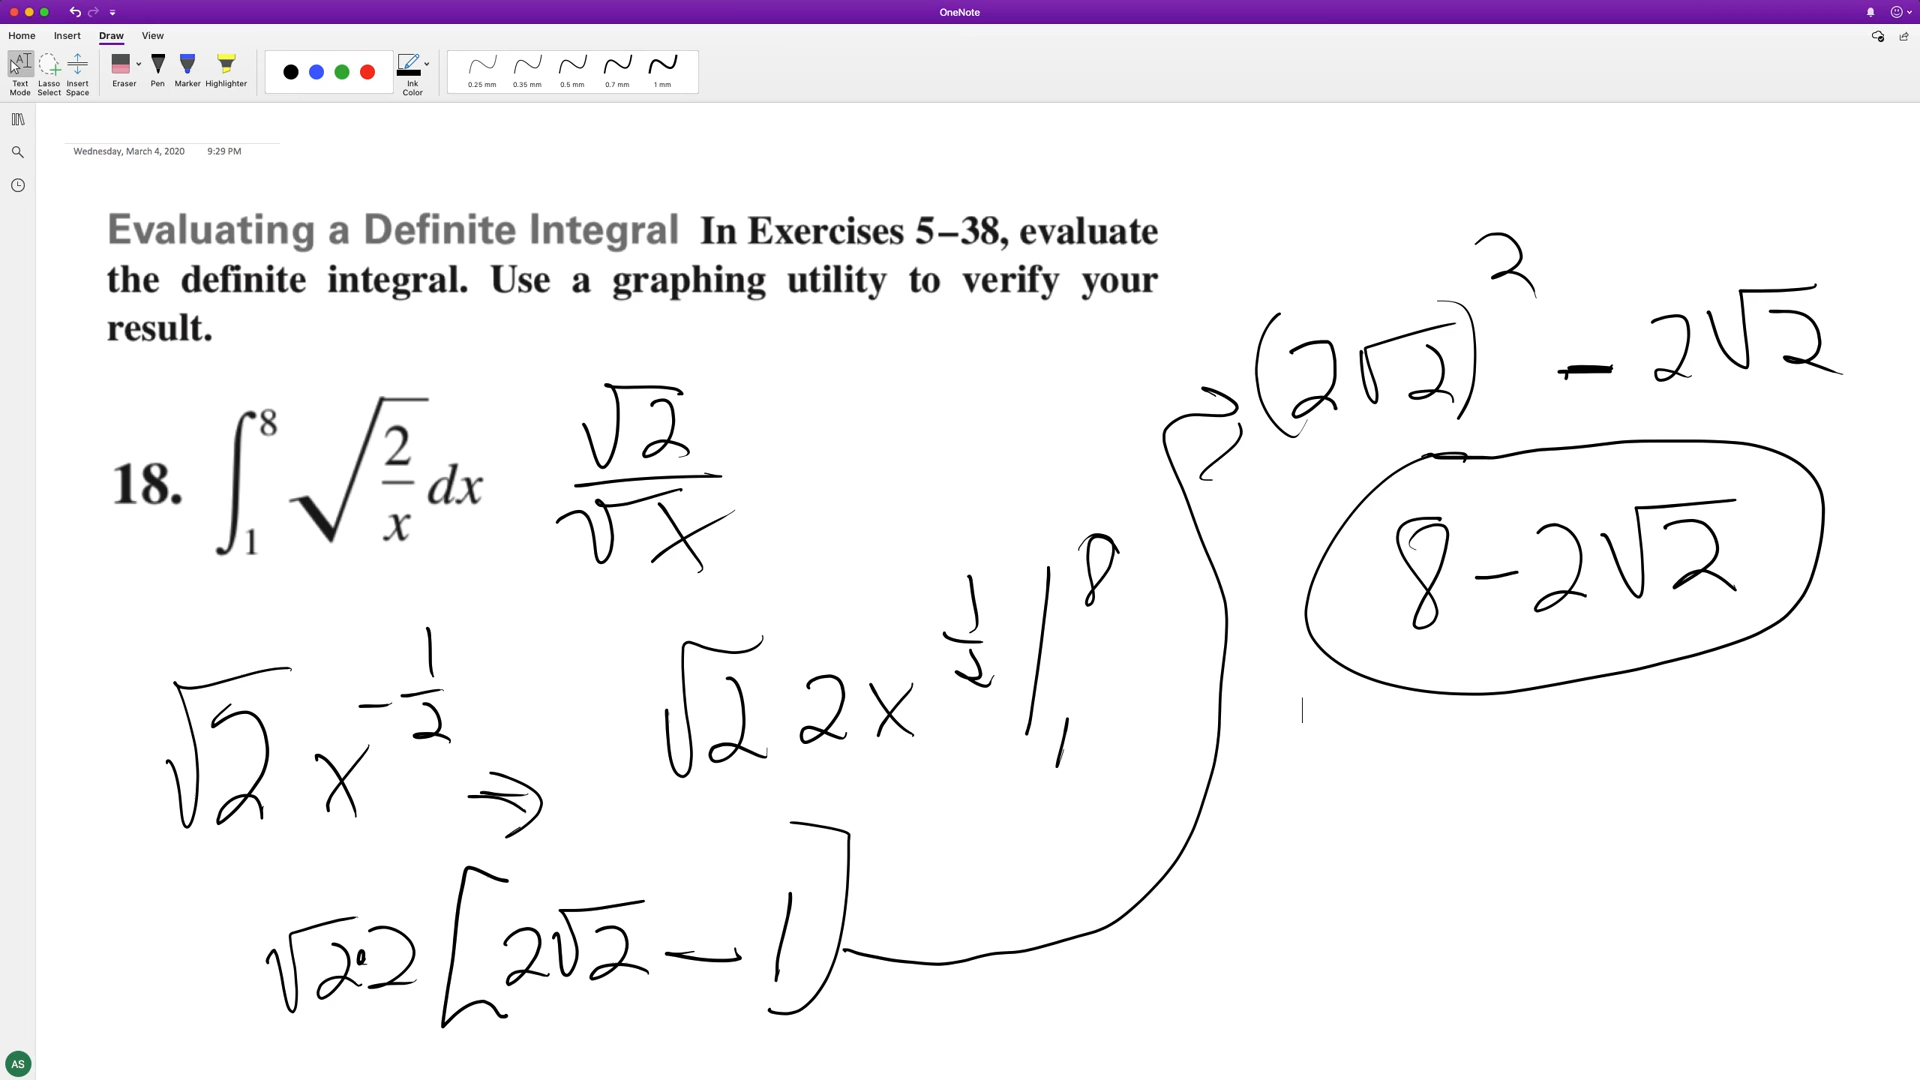 OneNote
Home Insert Draw View
Text Mode Lasso Select Insert Space Eraser Pen Marker Highlighter Ink Color 0.25 mm 0.35 mm 0.5 mm 0.7 mm 1 mm
Wednesday, March 4, 2020 9:29 PM
Evaluating a Definite Integral In Exercises 5–38, evaluate
the definite integral. Use a graphing utility to verify your
result.
18. ∫₁⁸ √(2/x) dx
√2/√x
√2 x^(-1/2) ⇒
√2 2x^(1/2) |₁⁸
√2·2 [2√2 - 1]
⇒ (2√2)² - 2√2
8 - 2√2
AS